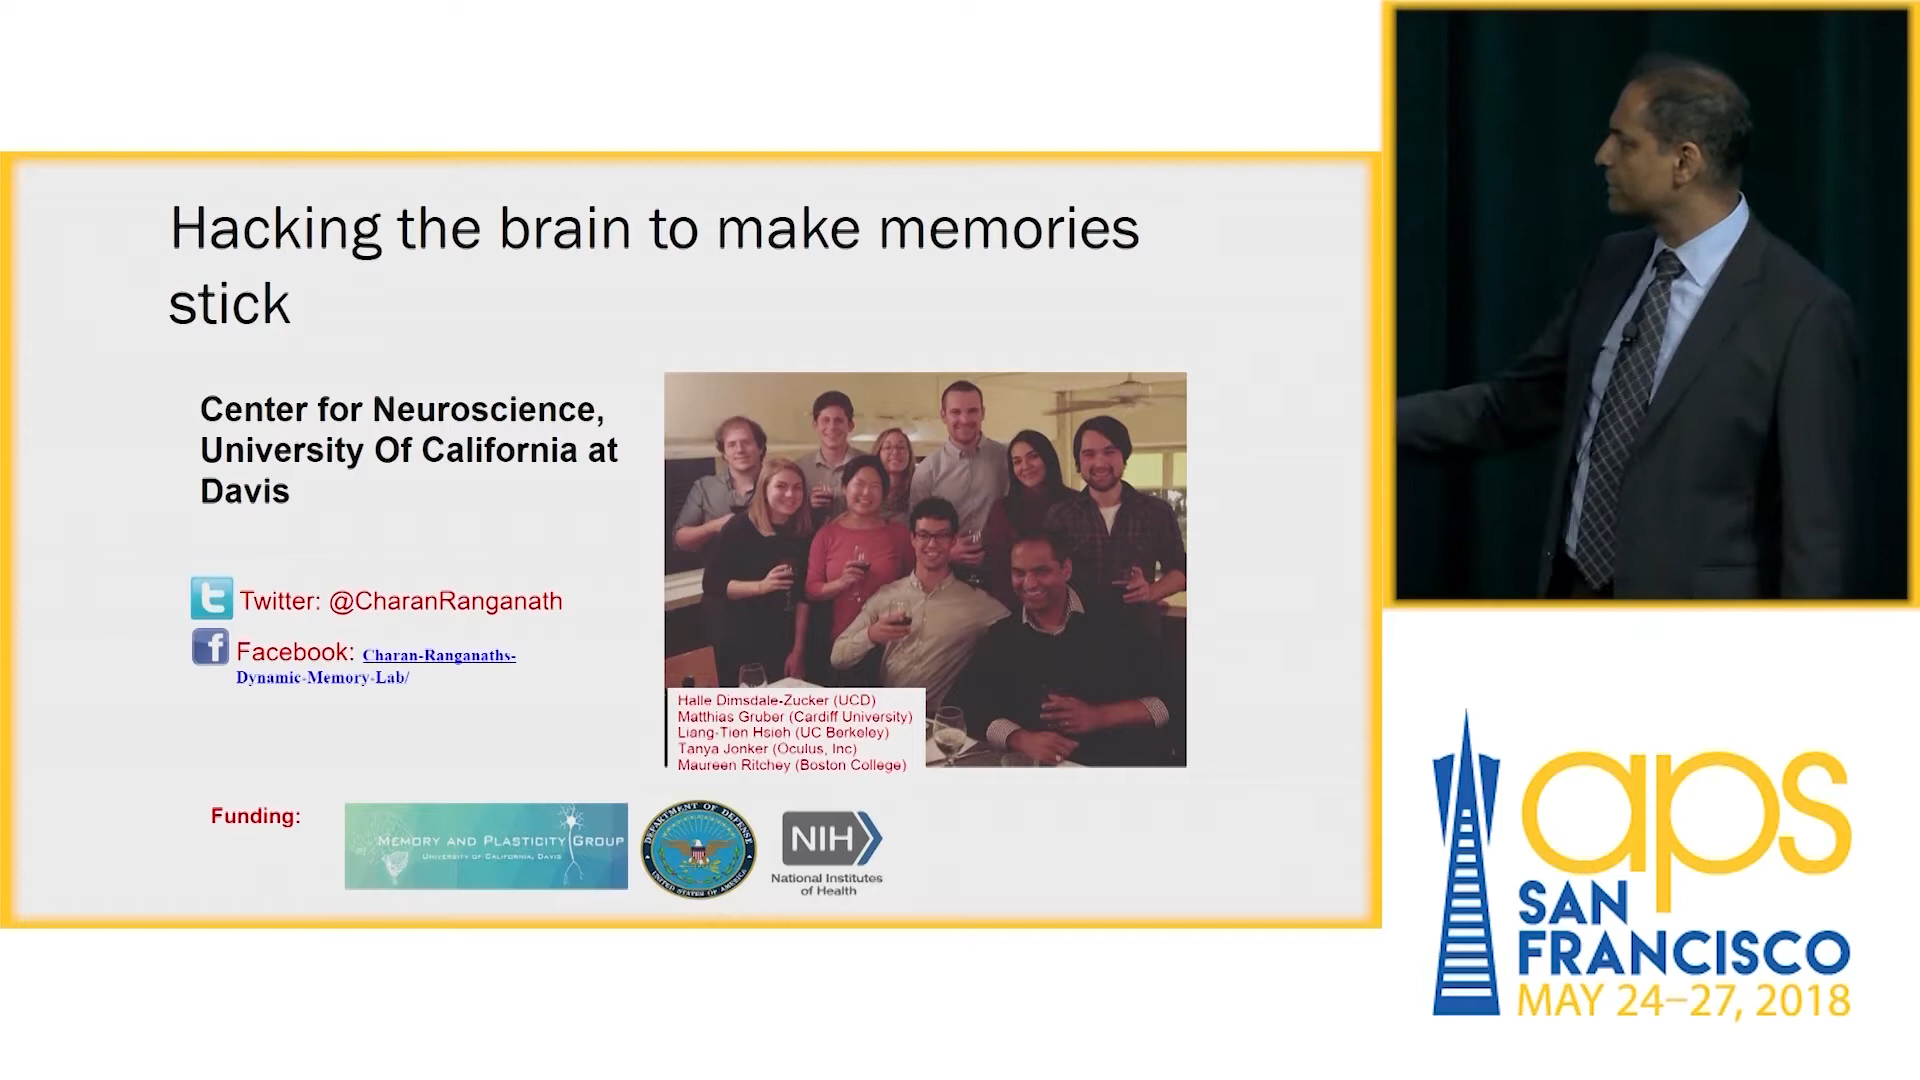 Hacking the brain to make memories
stick
Center for Neuroscience,
University Of California at
Davis
t Twitter: @CharanRanganath
f Facebook: Charan-Ranganaths-
Dynamic-Memory-Lab/
Halle Dimsdale-Zucker (UCD)
Matthias Gruber (Cardiff University)
Liang-Tien Hsieh (UC Berkeley)
Tanya Jonker (Oculus, Inc)
Maureen Ritchey (Boston College)
Funding:
MEMORY AND PLASTICITY GROUP
UNIVERSITY OF CALIFORNIA, DAVIS
DEPARTMENT OF DEFENSE
UNITED STATES OF AMERICA
NIH
National Institutes
of Health
aps
SAN
FRANCISCO
MAY 24–27, 2018